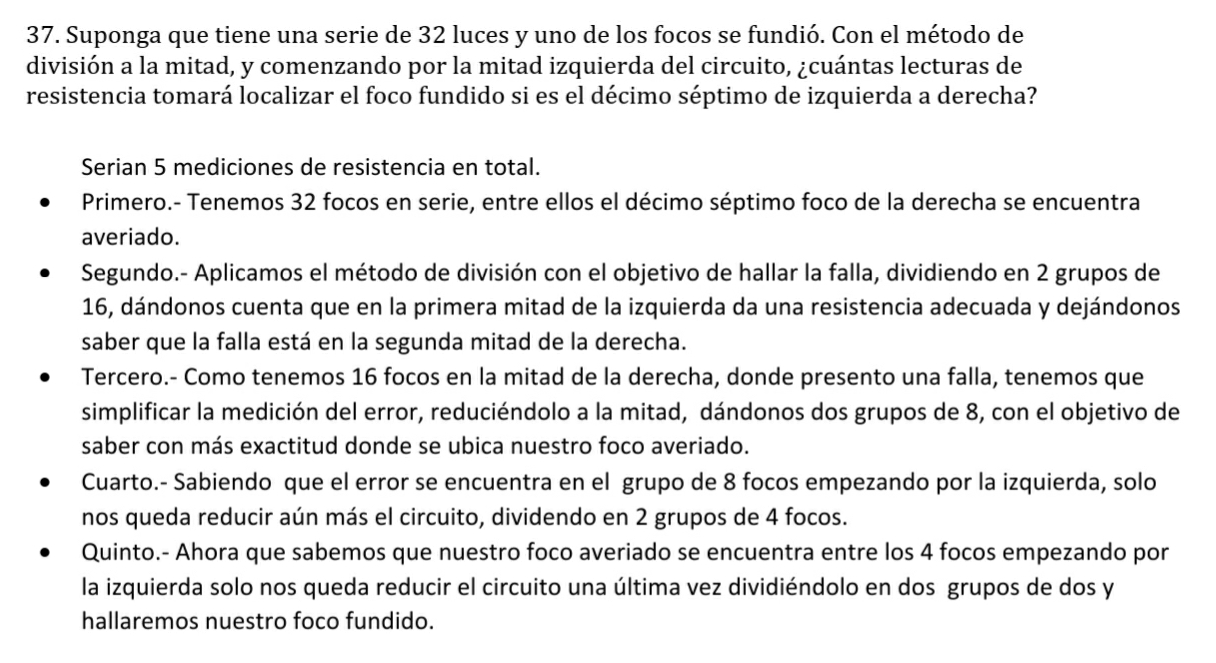 37. Suponga que tiene una serie de 32 luces y uno de los focos se fundió. Con el método de
división a la mitad, y comenzando por la mitad izquierda del circuito, ¿cuántas lecturas de
resistencia tomará localizar el foco fundido si es el décimo séptimo de izquierda a derecha?
Serian 5 mediciones de resistencia en total.
• Primero.- Tenemos 32 focos en serie, entre ellos el décimo séptimo foco de la derecha se encuentra
averiado.
• Segundo.- Aplicamos el método de división con el objetivo de hallar la falla, dividiendo en 2 grupos de
16, dándonos cuenta que en la primera mitad de la izquierda da una resistencia adecuada y dejándonos
saber que la falla está en la segunda mitad de la derecha.
• Tercero.- Como tenemos 16 focos en la mitad de la derecha, donde presento una falla, tenemos que
simplificar la medición del error, reduciéndolo a la mitad, dándonos dos grupos de 8, con el objetivo de
saber con más exactitud donde se ubica nuestro foco averiado.
• Cuarto.- Sabiendo que el error se encuentra en el grupo de 8 focos empezando por la izquierda, solo
nos queda reducir aún más el circuito, dividendo en 2 grupos de 4 focos.
• Quinto.- Ahora que sabemos que nuestro foco averiado se encuentra entre los 4 focos empezando por
la izquierda solo nos queda reducir el circuito una última vez dividiéndolo en dos grupos de dos y
hallaremos nuestro foco fundido.